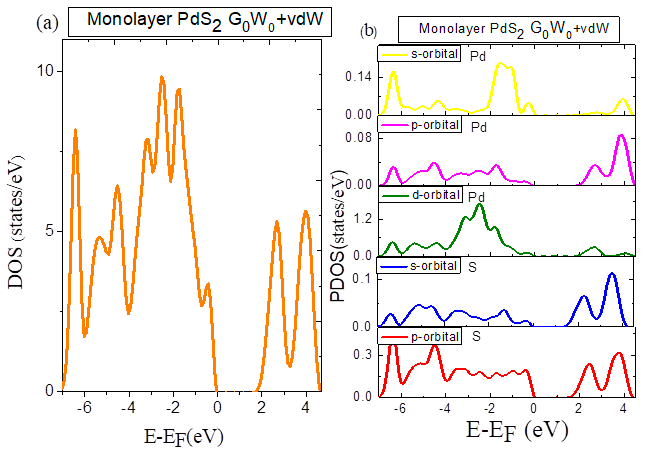 (a)
Monolayer PdS₂ G₀W₀+vdW
10
5
0
DOS (states/eV)
-6 -4 -2 0 2 4
E-E_F(eV)
(b)
Monolayer PdS₂ G₀W₀+vdW
s-orbital Pd
0.14
0.00
p-orbital Pd
0.08
0.00
d-orbital Pd
1.2
0.0
s-orbital S
0.1
0.0
p-orbital S
0.3
0.0
PDOS(states/eV)
-6 -4 -2 0 2 4
E-E_F (eV)